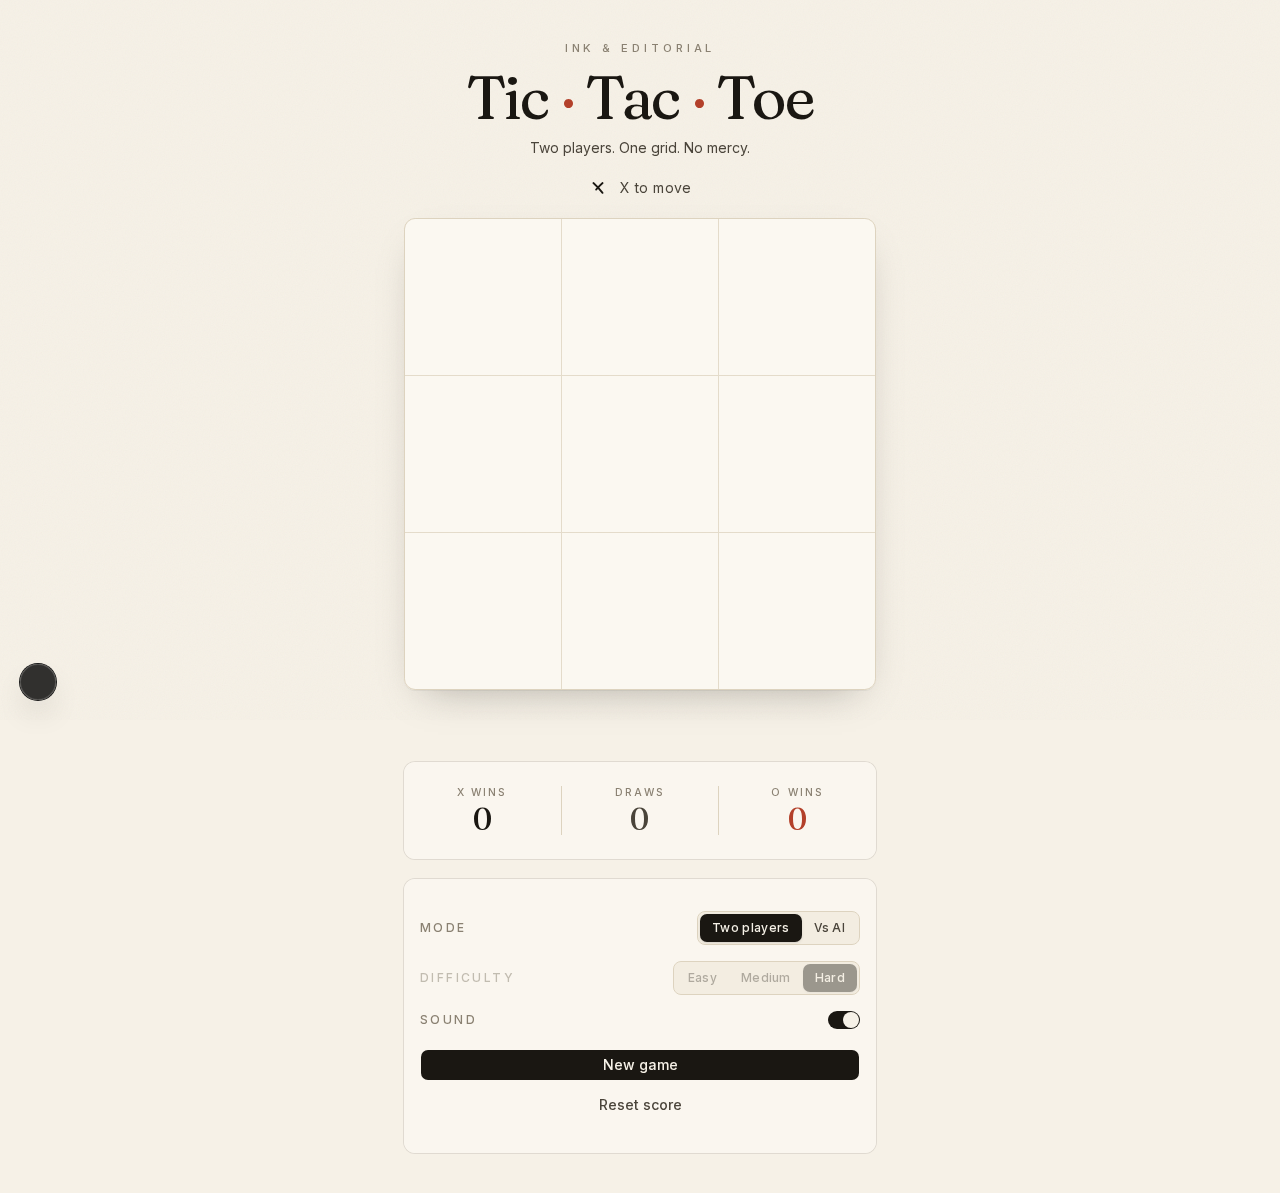 INK & EDITORIAL
Tic · Tac · Toe
Two players. One grid. No mercy.
X to move
X WINS DRAWS O WINS
0 0 0
MODE Two players Vs AI
DIFFICULTY Easy Medium Hard
SOUND
New game
Reset score